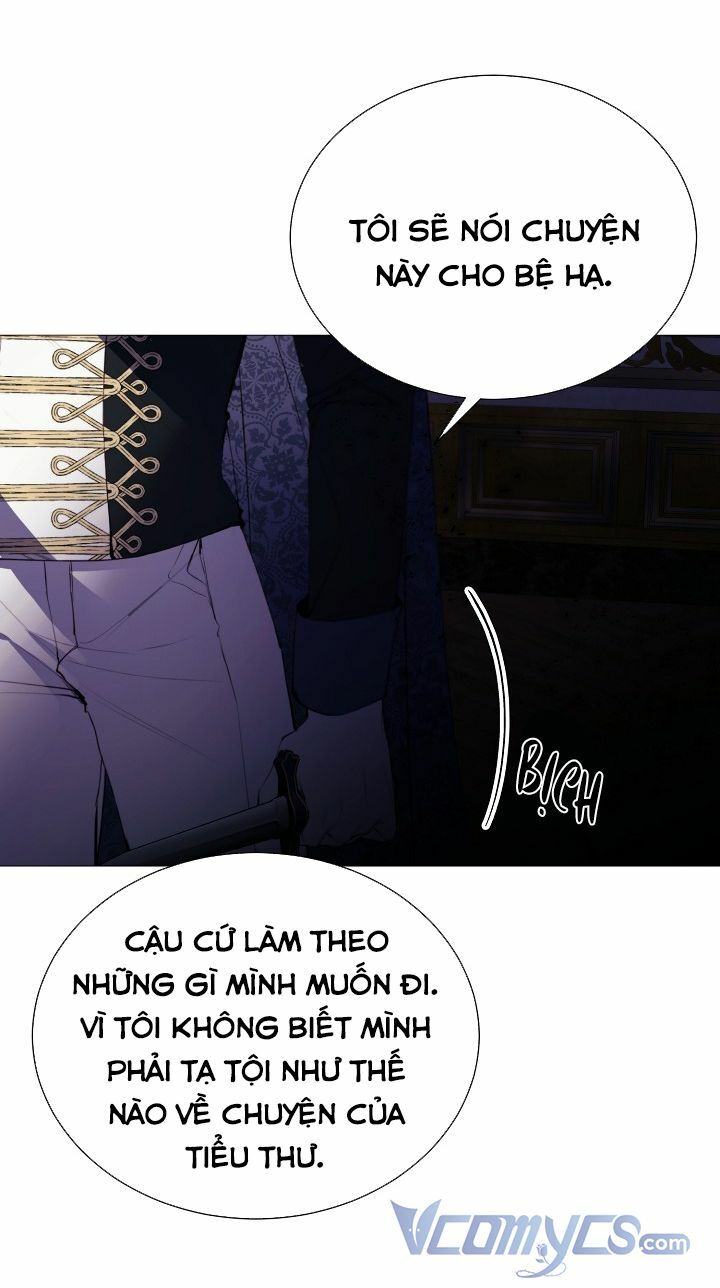 TÔI SẼ NÓI CHUYỆN
NÀY CHO BỆ HẠ.
BỊCH
CẬU CỨ LÀM THEO
NHỮNG GÌ MÌNH MUỐN ĐI.
VÌ TÔI KHÔNG BIẾT MÌNH
PHẢI TẠ TỘI NHƯ THẾ
NÀO VỀ CHUYỆN CỦA
TIỂU THƯ.
VCOMYCS.com